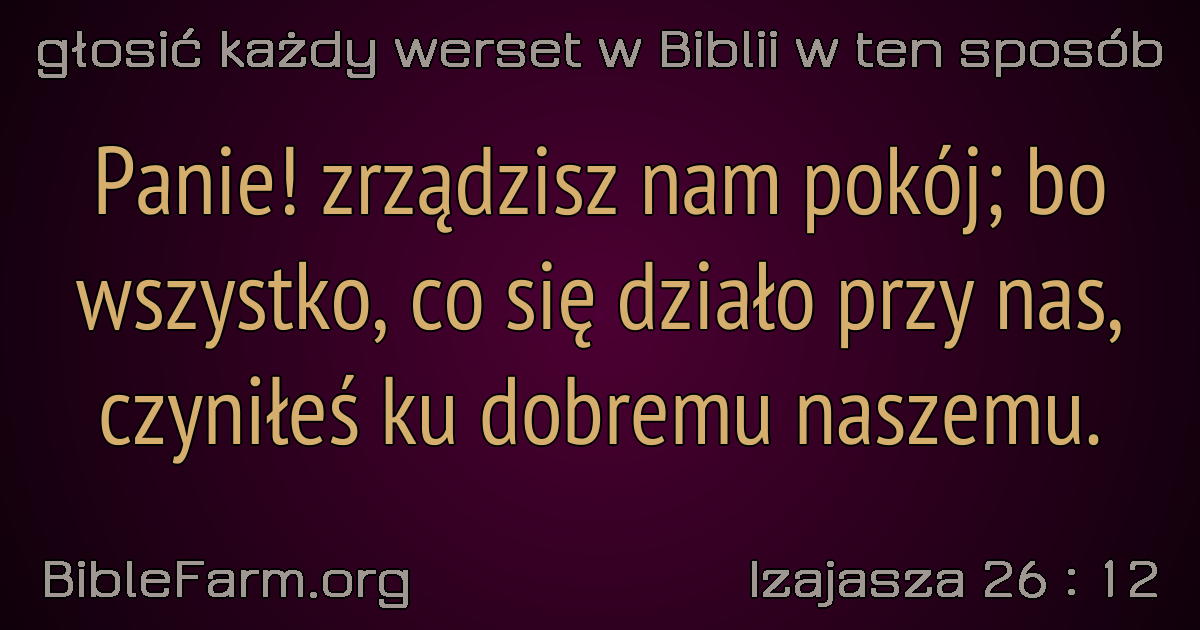 głosić każdy werset w Biblii w ten sposób
Panie! zrządzisz nam pokój; bo
wszystko, co się działo przy nas,
czyniłeś ku dobremu naszemu.
BibleFarm.org
Izajasza 26 : 12